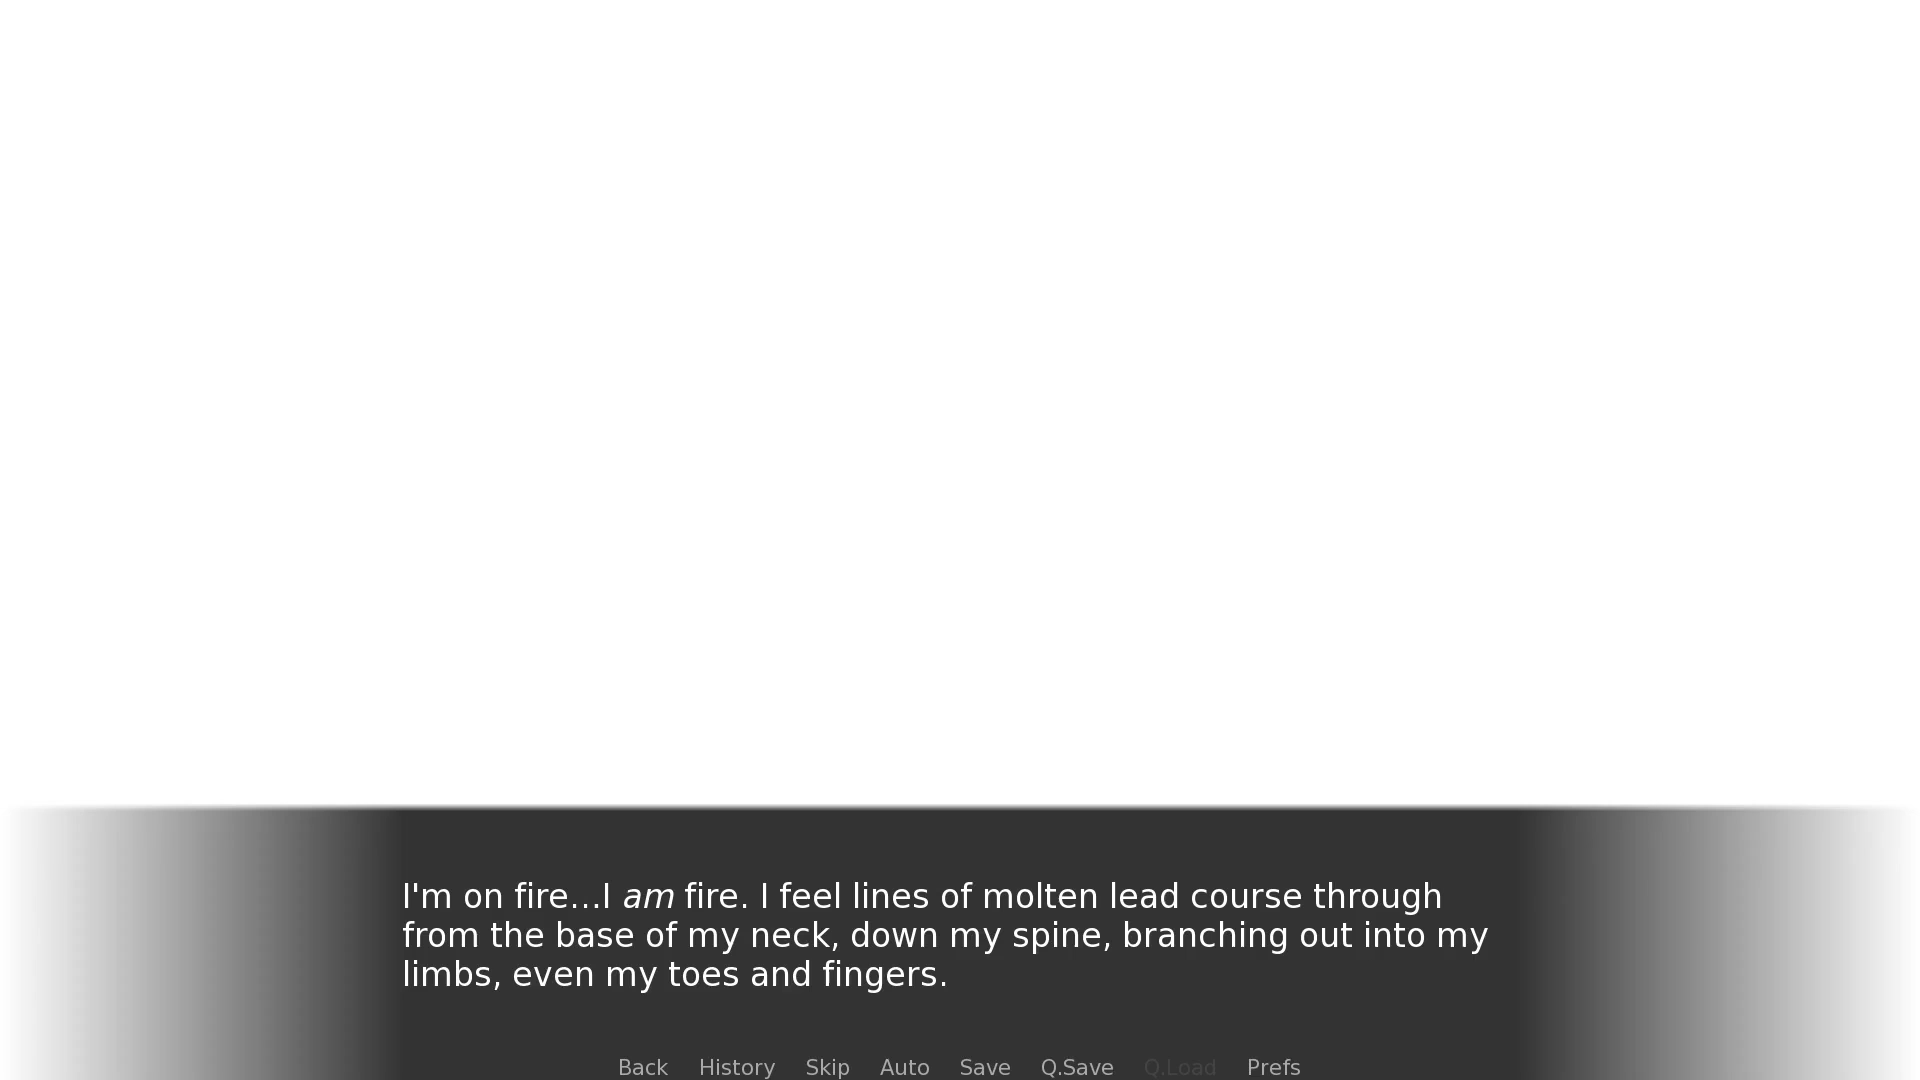 I'm on fire...I am fire. I feel lines of molten lead course through
from the base of my neck, down my spine, branching out into my
limbs, even my toes and fingers.
Back History Skip Auto Save Q.Save Q.Load Prefs